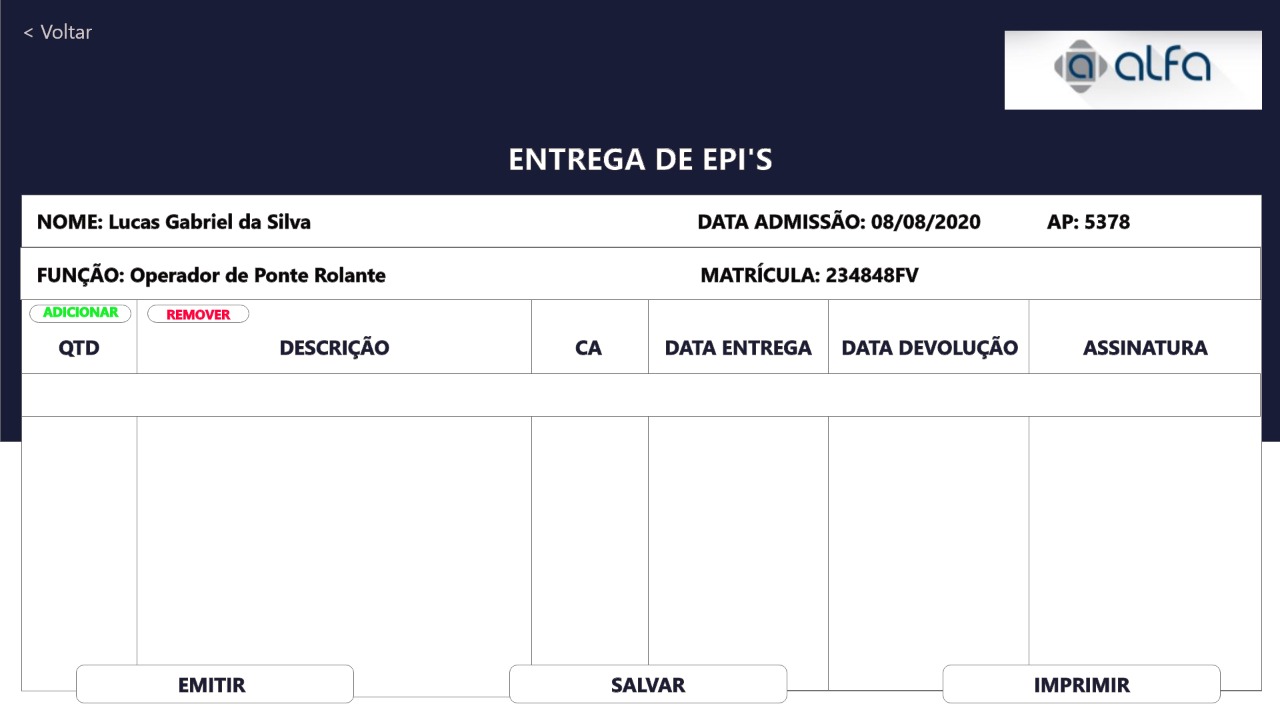 < Voltar
alfa
ENTREGA DE EPI'S
NOME: Lucas Gabriel da Silva DATA ADMISSÃO: 08/08/2020 AP: 5378
FUNÇÃO: Operador de Ponte Rolante MATRÍCULA: 234848FV
ADICIONAR REMOVER
QTD DESCRIÇÃO CA DATA ENTREGA DATA DEVOLUÇÃO ASSINATURA
EMITIR SALVAR IMPRIMIR